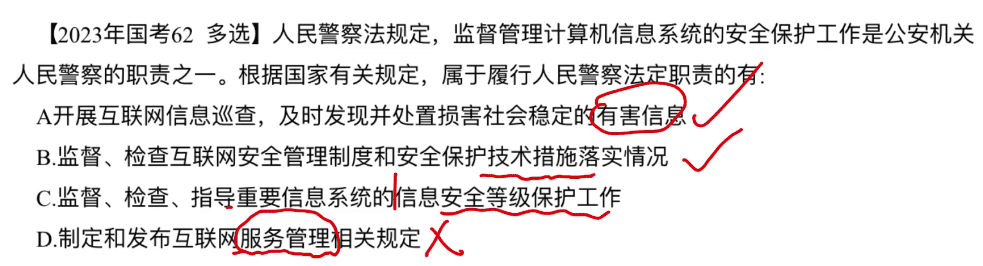 【2023年国考62 多选】人民警察法规定，监督管理计算机信息系统的安全保护工作是公安机关
人民警察的职责之一。根据国家有关规定，属于履行人民警察法定职责的有:
A开展互联网信息巡查，及时发现并处置损害社会稳定的有害信息
B.监督、检查互联网安全管理制度和安全保护技术措施落实情况
C.监督、检查、指导重要信息系统的信息安全等级保护工作
D.制定和发布互联网服务管理相关规定